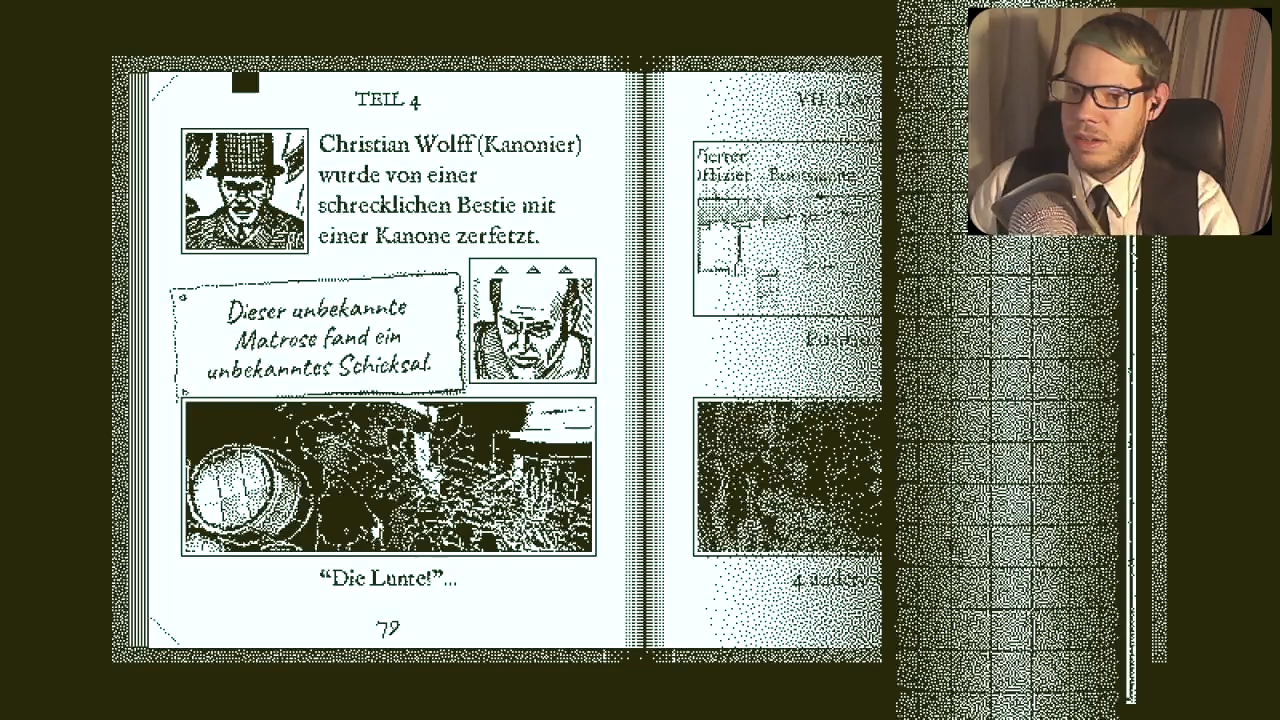 TEIL 4
Christian Wolff (Kanonier)
wurde von einer
schrecklichen Bestie mit
einer Kanone zerfetzt.
Dieser unbekannte
Matrose fand ein
unbekanntes Schicksal.
“Die Lunte!”...
79